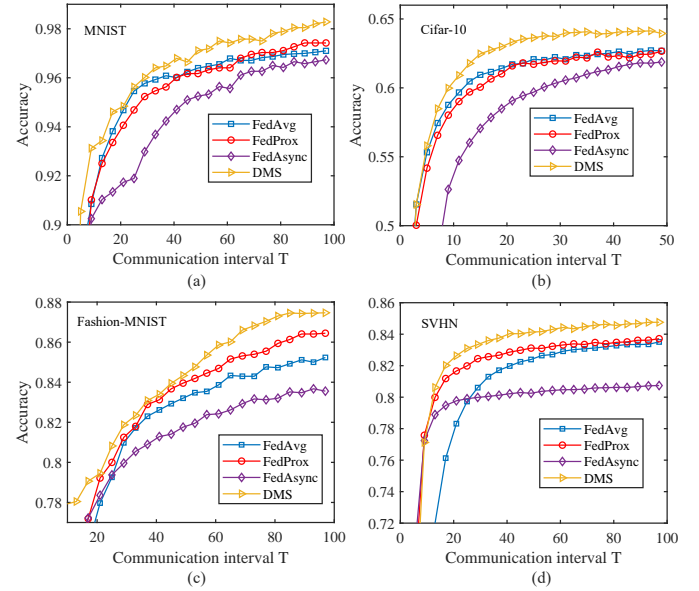 MNIST
0.98
0.96
0.94
0.92
0.9
Accuracy
0 20 40 60 80 100
Communication interval T
FedAvg
FedProx
FedAsync
DMS
(a)
Cifar-10
0.65
0.6
0.55
0.5
Accuracy
0 10 20 30 40 50
Communication interval T
FedAvg
FedProx
FedAsync
DMS
(b)
Fashion-MNIST
0.88
0.86
0.84
0.82
0.8
0.78
Accuracy
20 40 60 80 100
Communication interval T
FedAvg
FedProx
FedAsync
DMS
(c)
SVHN
0.86
0.84
0.82
0.8
0.78
0.76
0.74
0.72
Accuracy
0 20 40 60 80 100
Communication interval T
FedAvg
FedProx
FedAsync
DMS
(d)